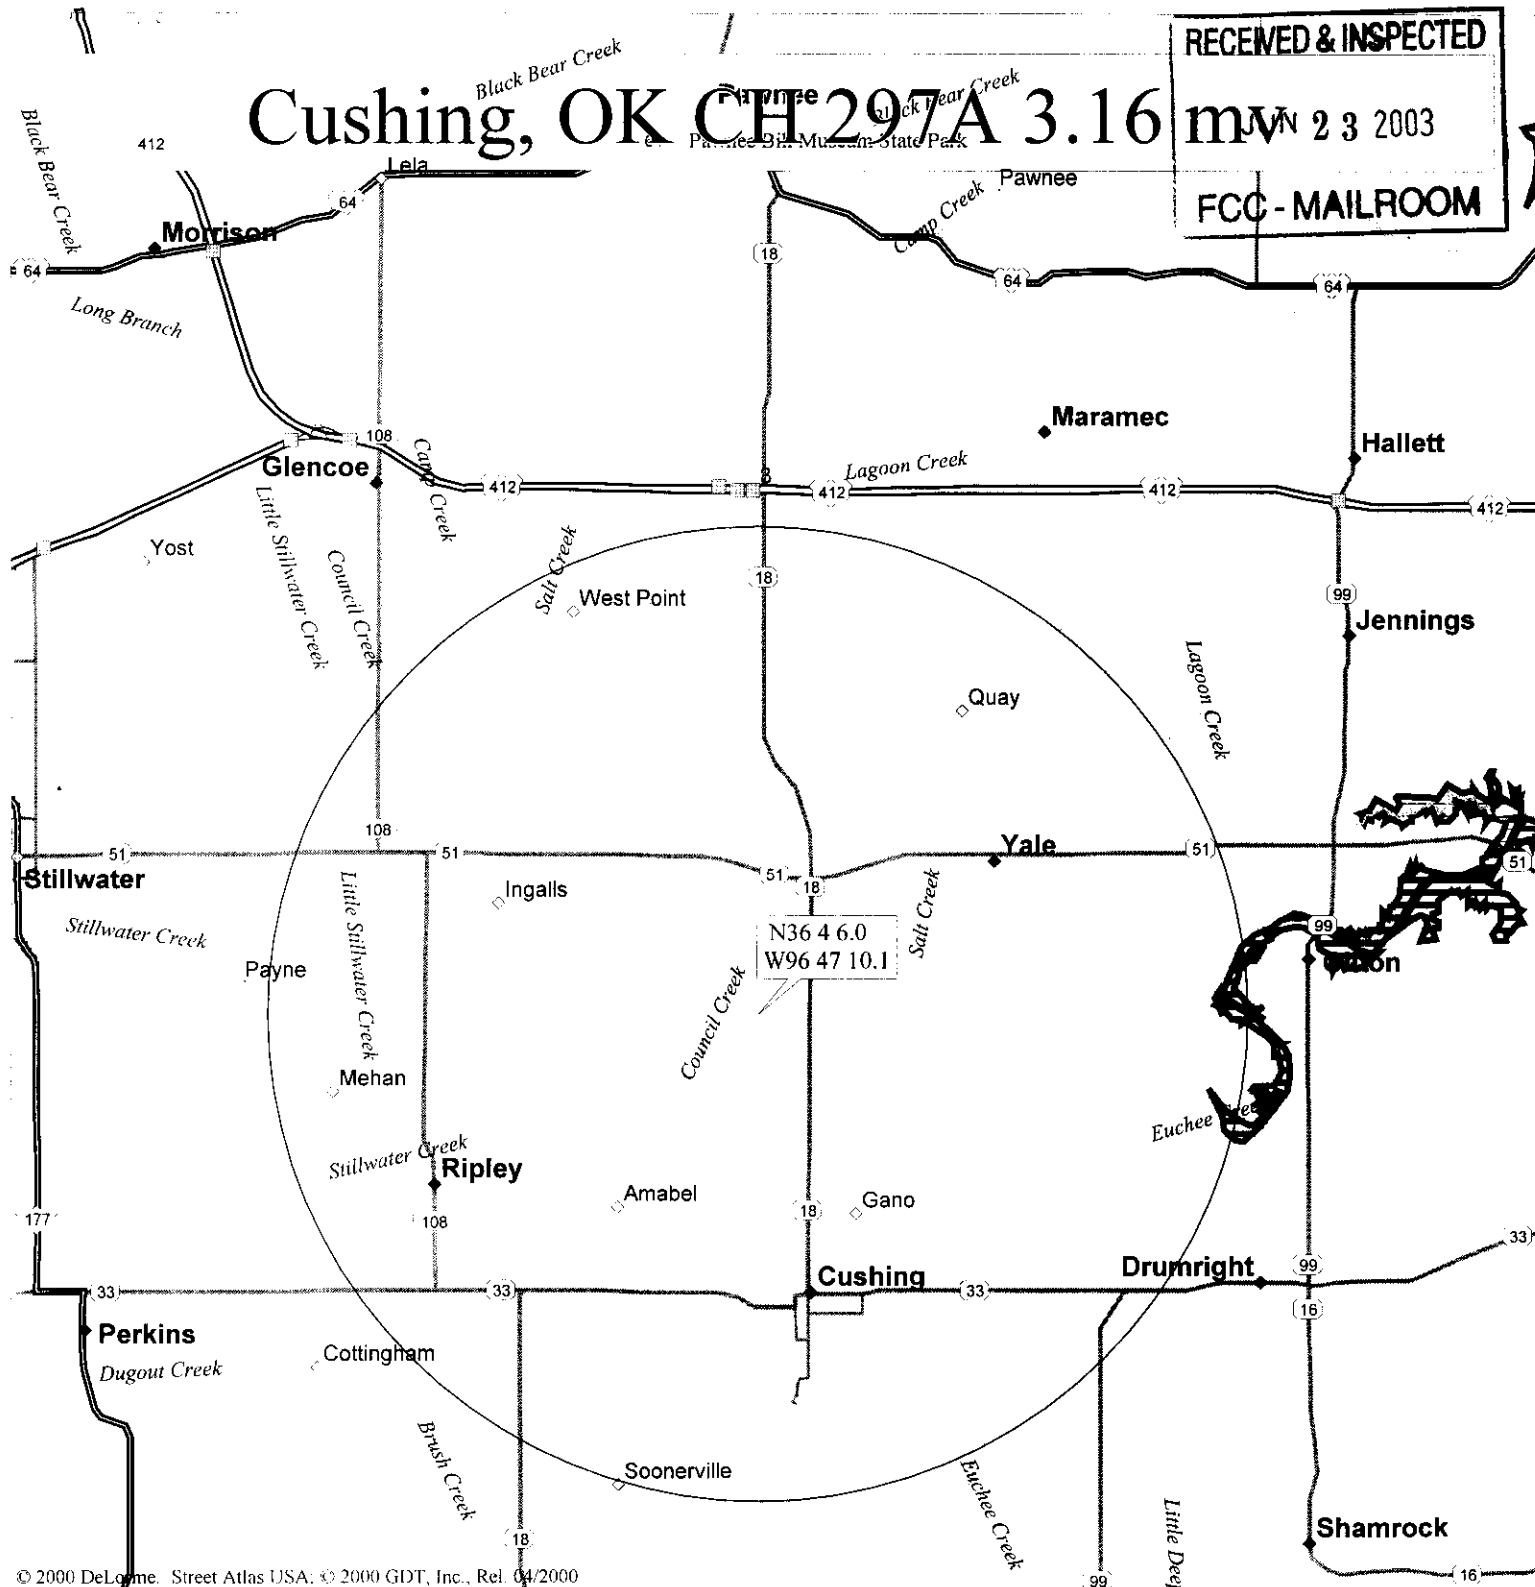 RECEIVED & INSPECTED
JUN 23 2003
FCC - MAILROOM
Cushing, OK CH 297A 3.16 mv
Black Bear Creek
Pawnee
Black Bear Creek
Pawnee Bill Museum State Park
Black Bear Creek
412
Lela
64
Pawnee
Camp Creek
Morrison
18
64
64
64
Long Branch
Maramec
108
Hallett
Glencoe
Camp Creek
Lagoon Creek
412
412
412
412
Little Stillwater Creek
Yost
Council Creek
Salt Creek
18
West Point
99
Jennings
Lagoon Creek
Quay
108
51
51
Yale
51
51
51
18
Stillwater
Ingalls
Little Stillwater Creek
Salt Creek
Stillwater Creek
N36 4 6.0
W96 47 10.1
99
Payne
Council Creek
Mehan
Euchee Creek
Stillwater Creek
Ripley
Amabel
Gano
177
108
18
33
Cushing
Drumright
99
33
33
33
16
Perkins
Cottingham
Dugout Creek
Brush Creek
Soonerville
Euchee Creek
Little Deep
Shamrock
18
99
16
© 2000 DeLorme. Street Atlas USA; © 2000 GDT, Inc., Rel. 04/2000